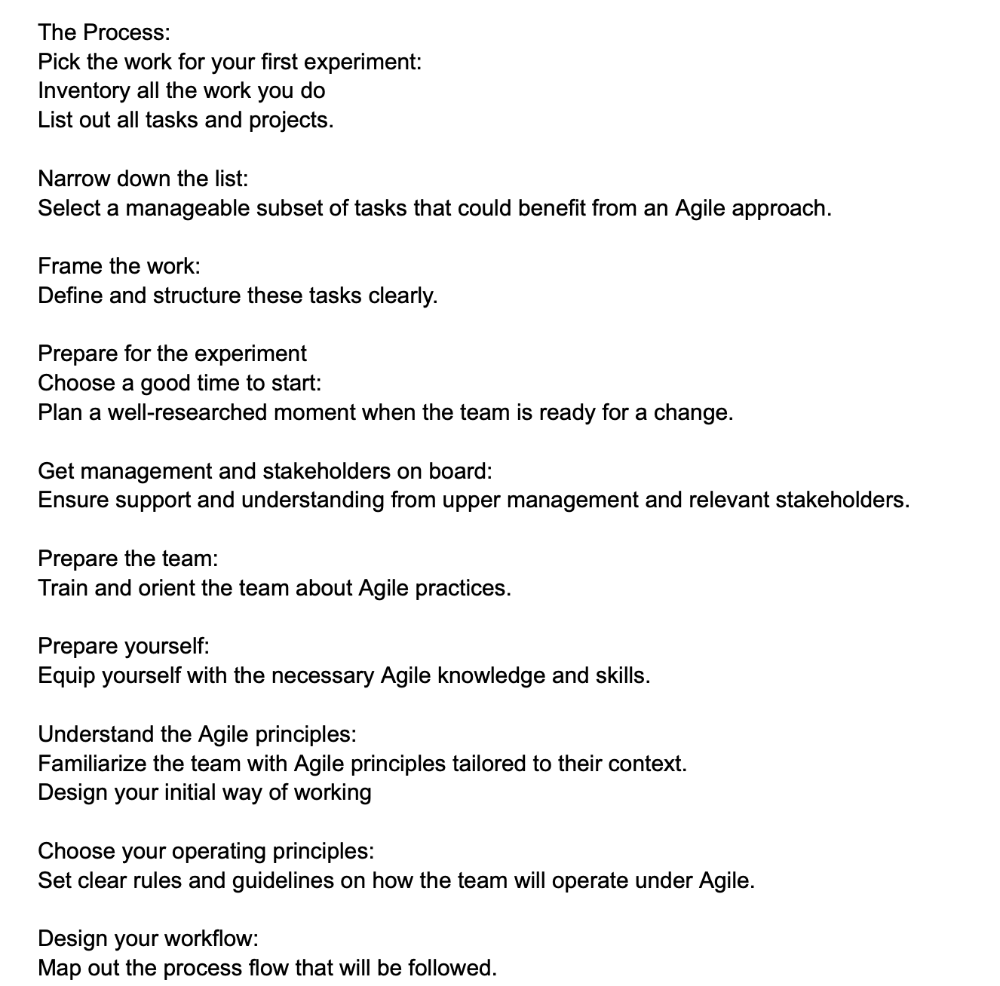 The Process:
Pick the work for your first experiment:
Inventory all the work you do
List out all tasks and projects.
Narrow down the list:
Select a manageable subset of tasks that could benefit from an Agile approach.
Frame the work:
Define and structure these tasks clearly.
Prepare for the experiment
Choose a good time to start:
Plan a well-researched moment when the team is ready for a change.
Get management and stakeholders on board:
Ensure support and understanding from upper management and relevant stakeholders.
Prepare the team:
Train and orient the team about Agile practices.
Prepare yourself:
Equip yourself with the necessary Agile knowledge and skills.
Understand the Agile principles:
Familiarize the team with Agile principles tailored to their context.
Design your initial way of working
Choose your operating principles:
Set clear rules and guidelines on how the team will operate under Agile.
Design your workflow:
Map out the process flow that will be followed.